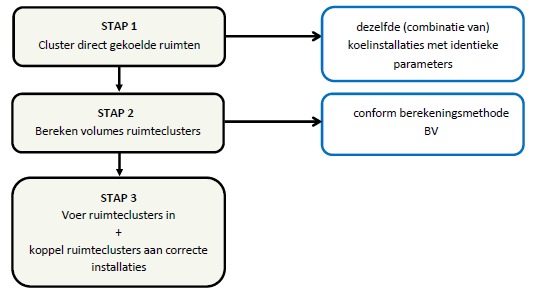 STAP 1
Cluster direct gekoelde ruimten
dezelfde (combinatie van)
koelinstallaties met identieke
parameters
STAP 2
Bereken volumes ruimteclusters
conform berekeningsmethode
BV
STAP 3
Voer ruimteclusters in
+
koppel ruimteclusters aan correcte
installaties